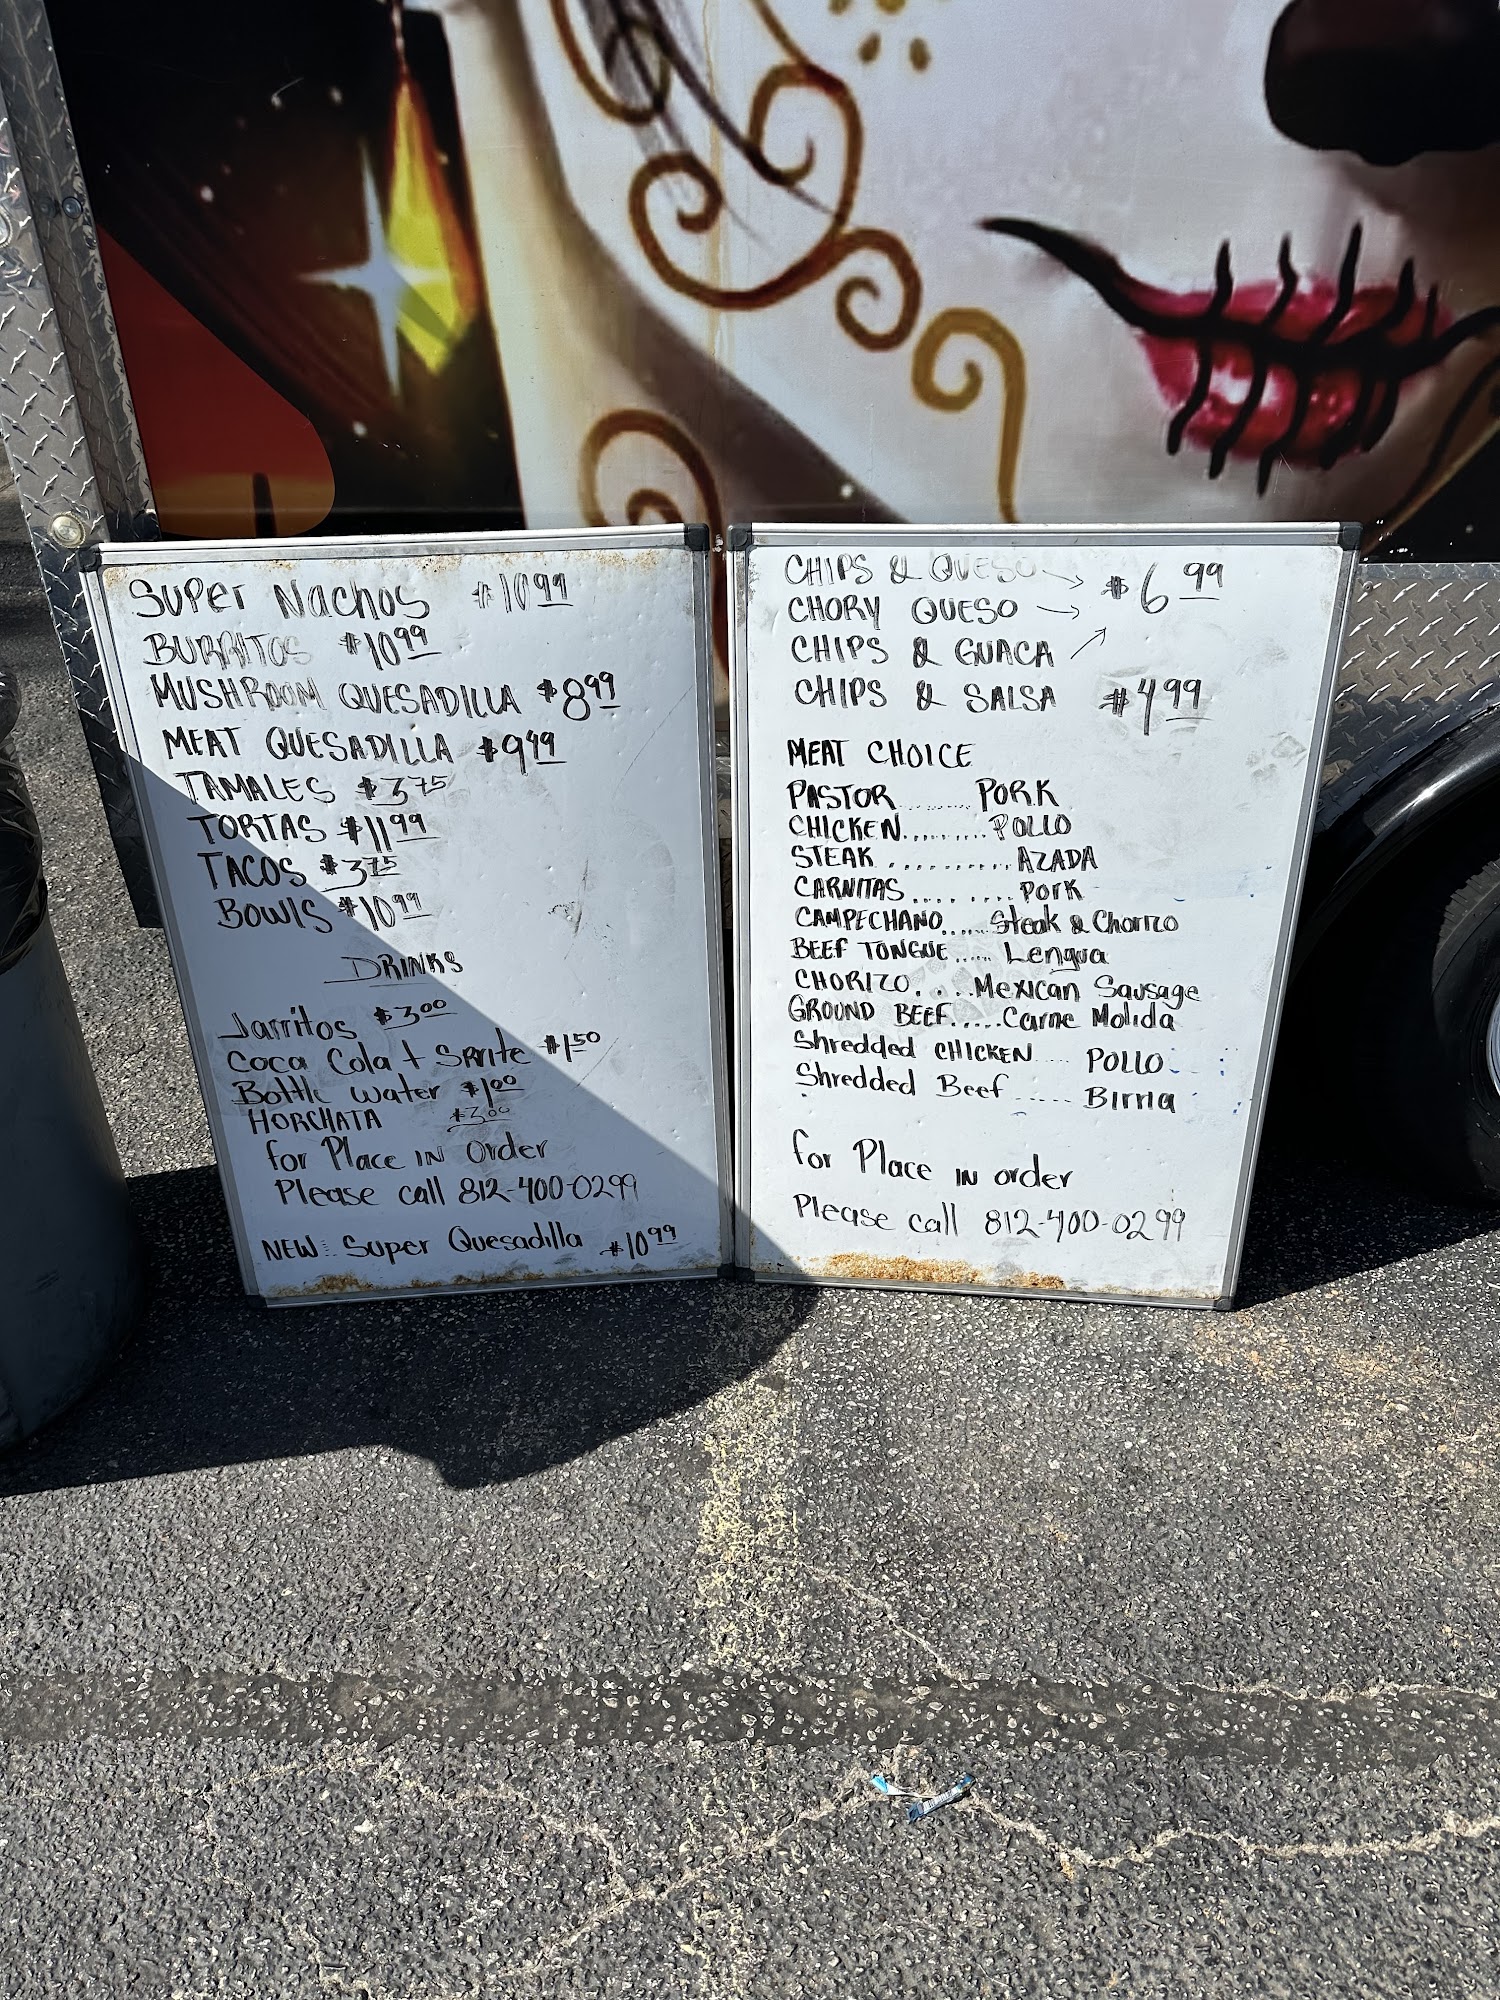 Super Nachos $10.99
BURRITOS $10.99
MUSHROOM QUESADILLA $8.99
MEAT QUESADILLA $9.49
TAMALES $3.75
TORTAS $11.99
TACOS $3.75
BOWLS $10.99
DRINKS
Jarritos $3.00
Coca Cola + Sprite $1.50
Bottle Water $1.00
HORCHATA $3.00
for Place IN Order
Please call 812-400-0299
NEW: Super Quesadilla $10.99
CHIPS & QUESO → $6.99
CHORY QUESO →
CHIPS & GUACA ↗
CHIPS & SALSA $4.99
MEAT CHOICE
PASTOR ....... PORK
CHICKEN......... POLLO
STEAK .......... AZADA
CARNITAS........ Pork
CAMPECHANO...... Steak & Chorizo
BEEF TONGUE..... Lengua
CHORIZO.....Mexican Sausage
GROUND BEEF.....Carne Molida
Shredded CHICKEN .... POLLO
Shredded Beef ..... Birria
for Place IN order
Please call 812-400-0299